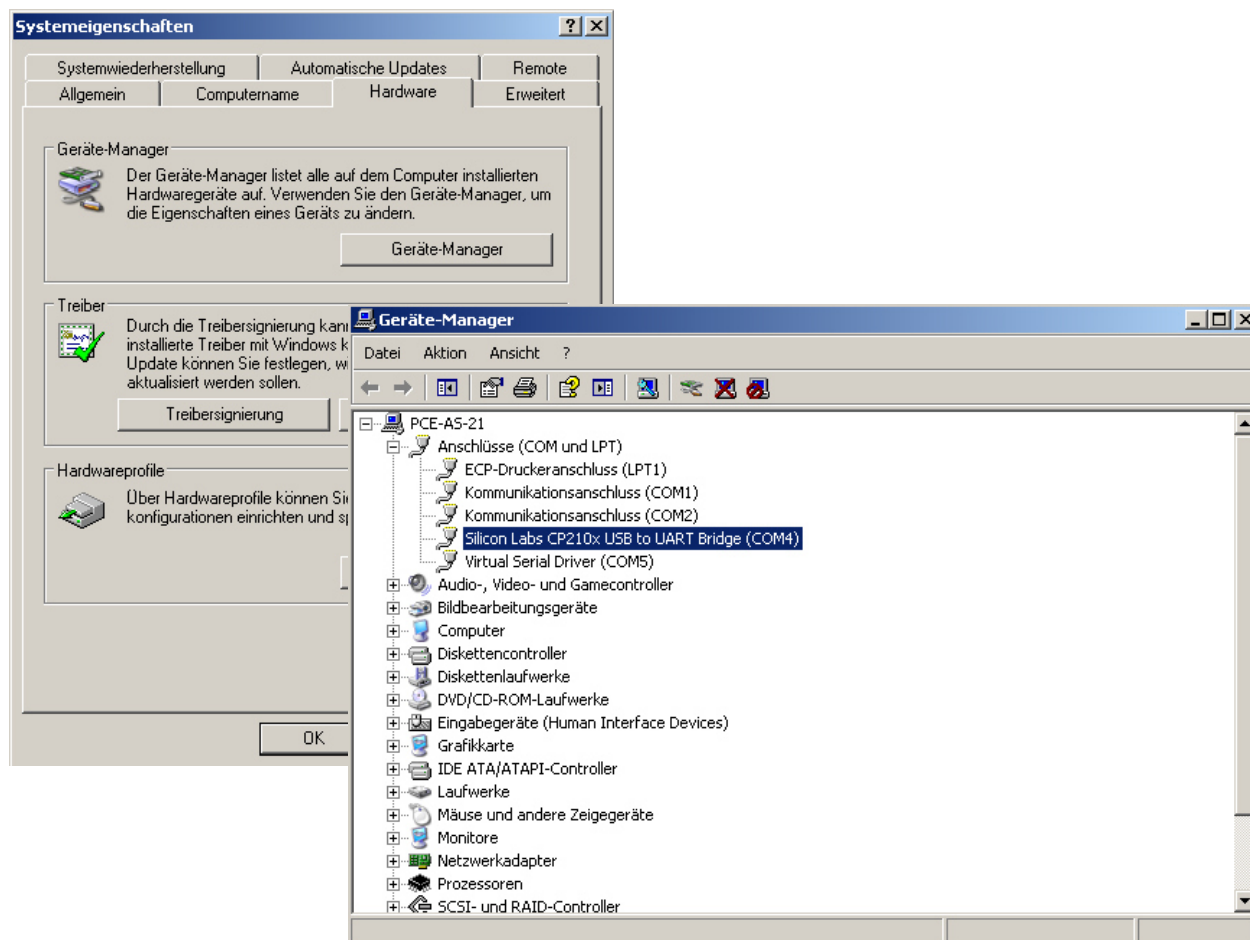 Systemeigenschaften
Systemwiederherstellung Automatische Updates Remote
Allgemein Computername Hardware Erweitert
Geräte-Manager
Der Geräte-Manager listet alle auf dem Computer installierten
Hardwaregeräte auf. Verwenden Sie den Geräte-Manager, um
die Eigenschaften eines Geräts zu ändern.
Geräte-Manager
Treiber
Durch die Treibersignierung kann
installierte Treiber mit Windows k
Update können Sie festlegen, wi
aktualisiert werden sollen.
Treibersignierung
Hardwareprofile
Über Hardwareprofile können Si
konfigurationen einrichten und sp
OK
Geräte-Manager
Datei Aktion Ansicht ?
PCE-AS-21
Anschlüsse (COM und LPT)
ECP-Druckeranschluss (LPT1)
Kommunikationsanschluss (COM1)
Kommunikationsanschluss (COM2)
Silicon Labs CP210x USB to UART Bridge (COM4)
Virtual Serial Driver (COM5)
Audio-, Video- und Gamecontroller
Bildbearbeitungsgeräte
Computer
Diskettencontroller
Diskettenlaufwerke
DVD/CD-ROM-Laufwerke
Eingabegeräte (Human Interface Devices)
Grafikkarte
IDE ATA/ATAPI-Controller
Laufwerke
Mäuse und andere Zeigegeräte
Monitore
Netzwerkadapter
Prozessoren
SCSI- und RAID-Controller